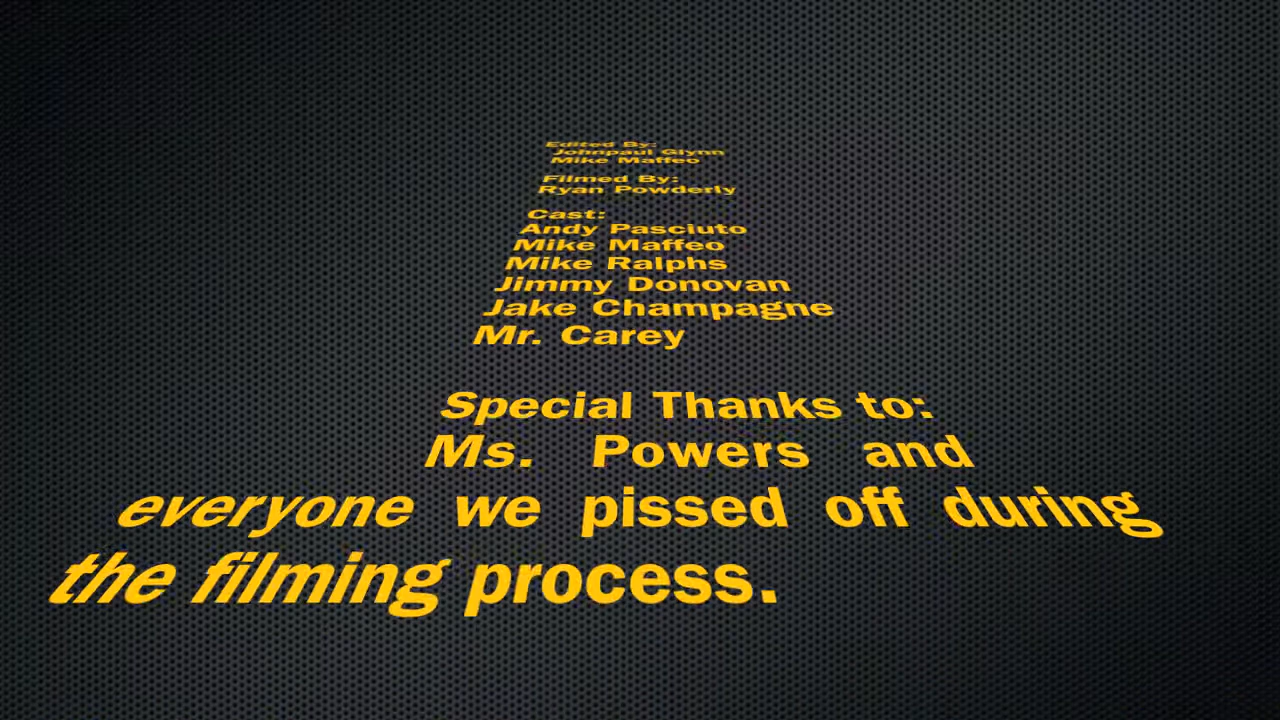 Edited By:
Johnpaul Glynn
Mike Maffeo
Filmed By:
Ryan Powderly
Cast:
Andy Pasciuto
Mike Maffeo
Mike Ralphs
Jimmy Donovan
Jake Champagne
Mr. Carey
Special Thanks to:
Ms. Powers and
everyone we pissed off during
the filming process.